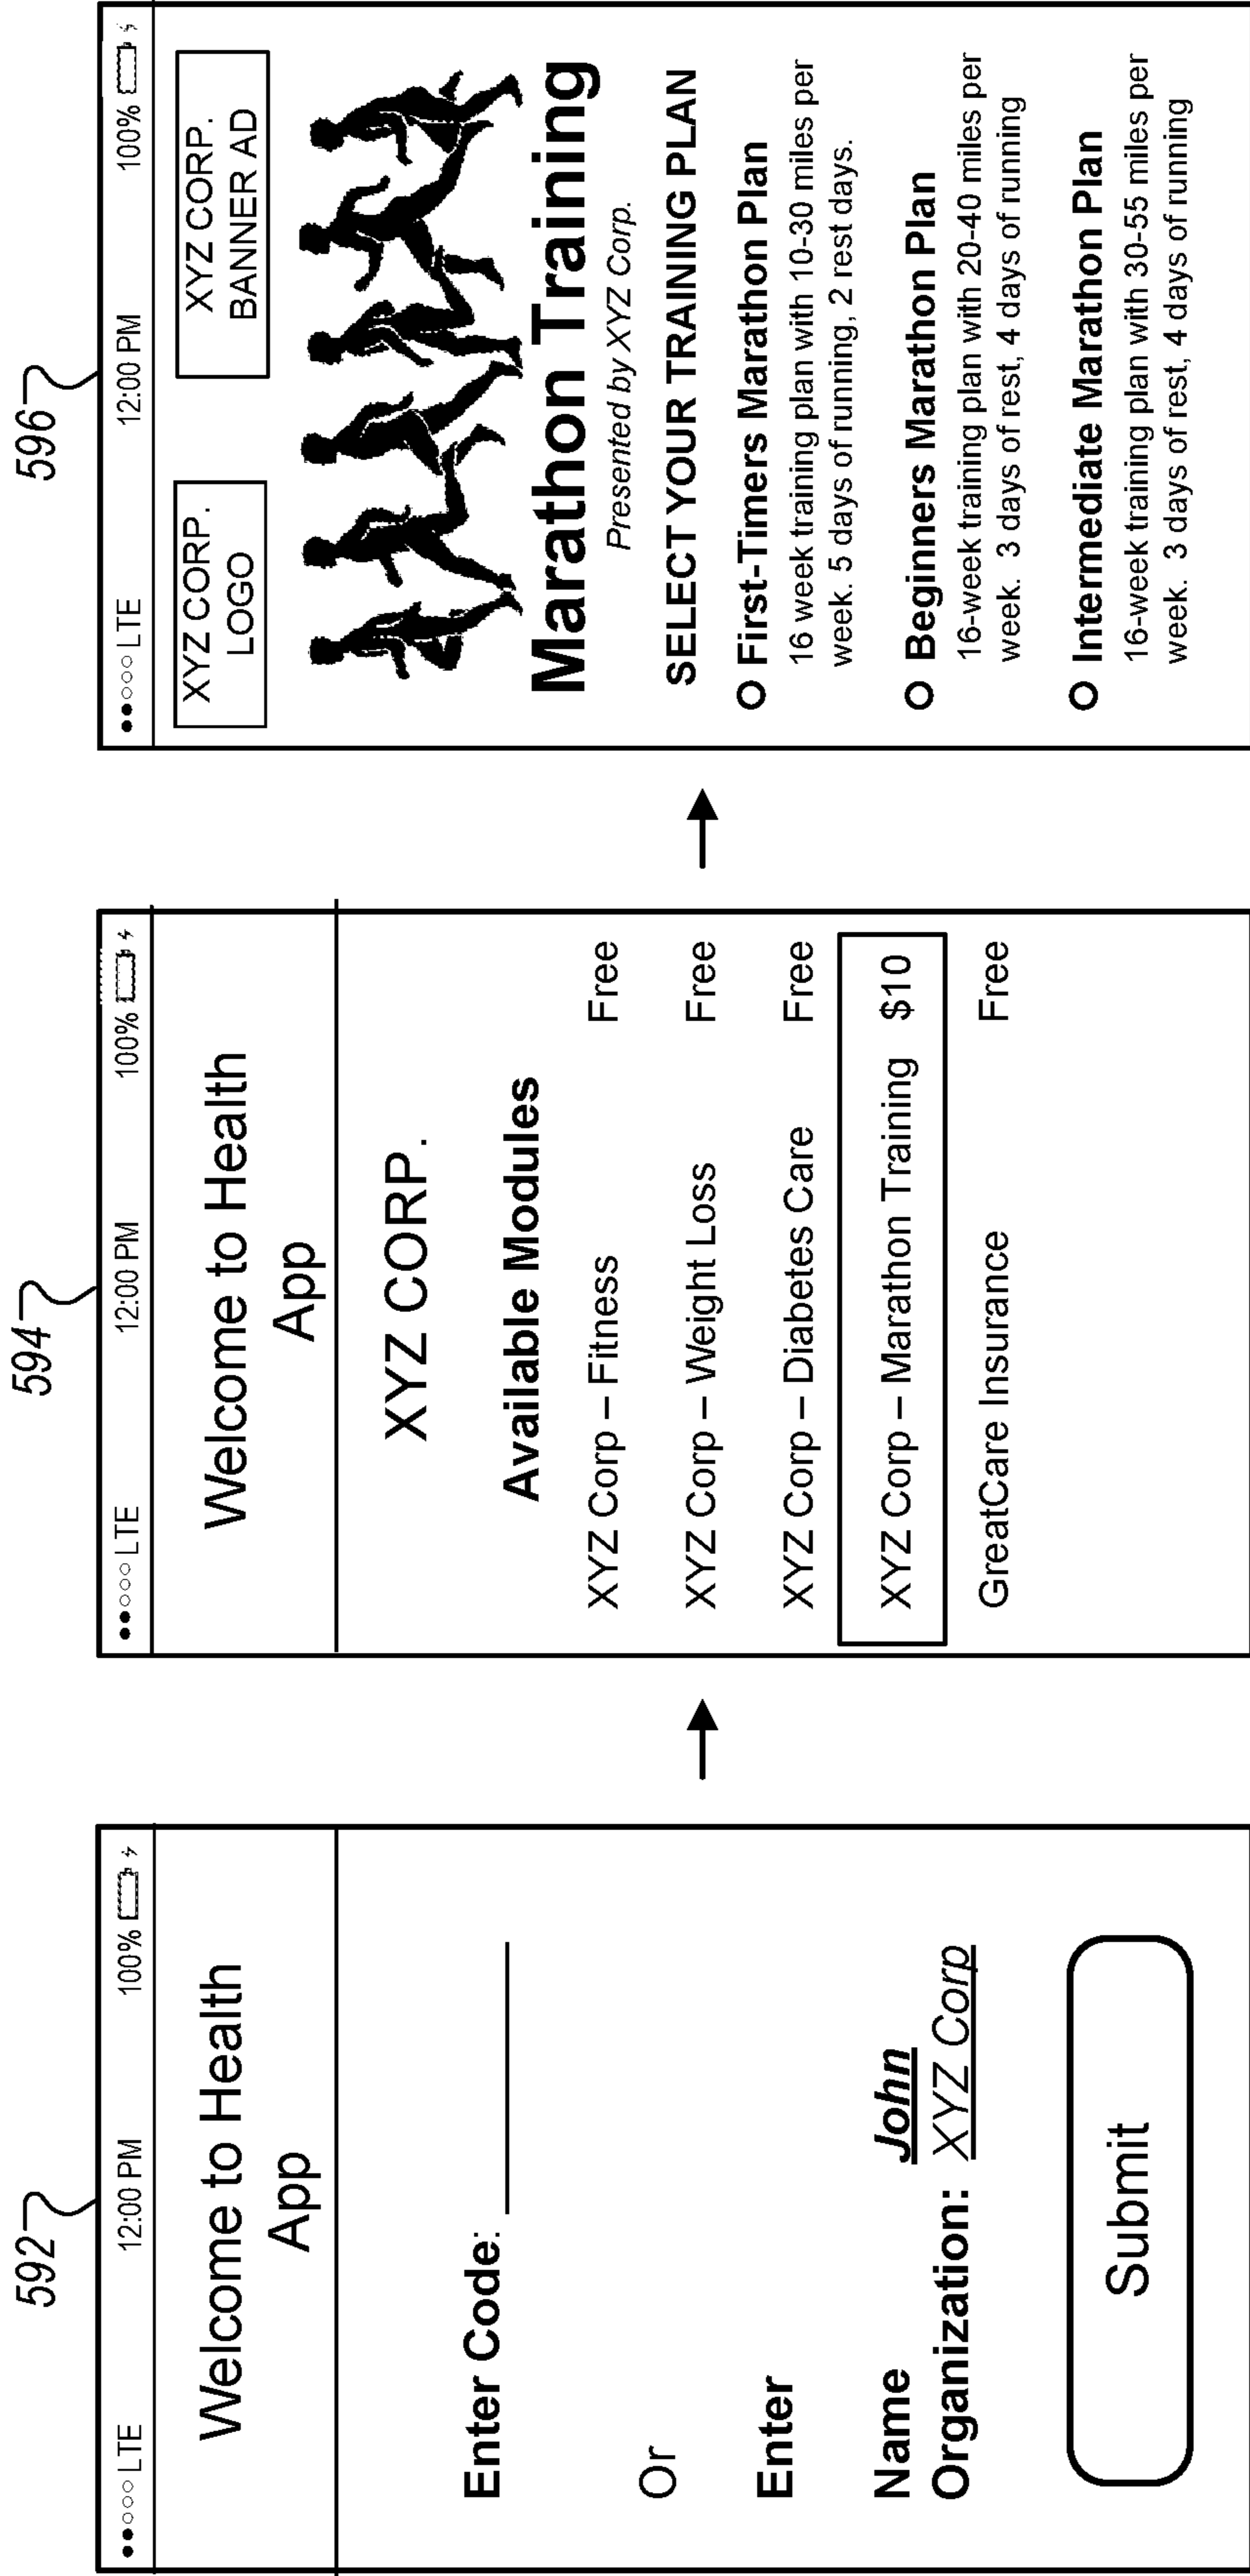 592
LTE 12:00 PM 100%
Welcome to Health
App
Enter Code:
Or
Enter
Name John
Organization: XYZ Corp
Submit
594
LTE 12:00 PM 100%
Welcome to Health
App
XYZ CORP.
Available Modules
XYZ Corp – Fitness Free
XYZ Corp – Weight Loss Free
XYZ Corp – Diabetes Care Free
XYZ Corp – Marathon Training $10
GreatCare Insurance Free
596
LTE 12:00 PM 100%
XYZ CORP.
LOGO
XYZ CORP.
BANNER AD
Marathon Training
Presented by XYZ Corp.
SELECT YOUR TRAINING PLAN
First-Timers Marathon Plan
16 week training plan with 10-30 miles per
week. 5 days of running, 2 rest days.
Beginners Marathon Plan
16-week training plan with 20-40 miles per
week. 3 days of rest, 4 days of running
Intermediate Marathon Plan
16-week training plan with 30-55 miles per
week. 3 days of rest, 4 days of running